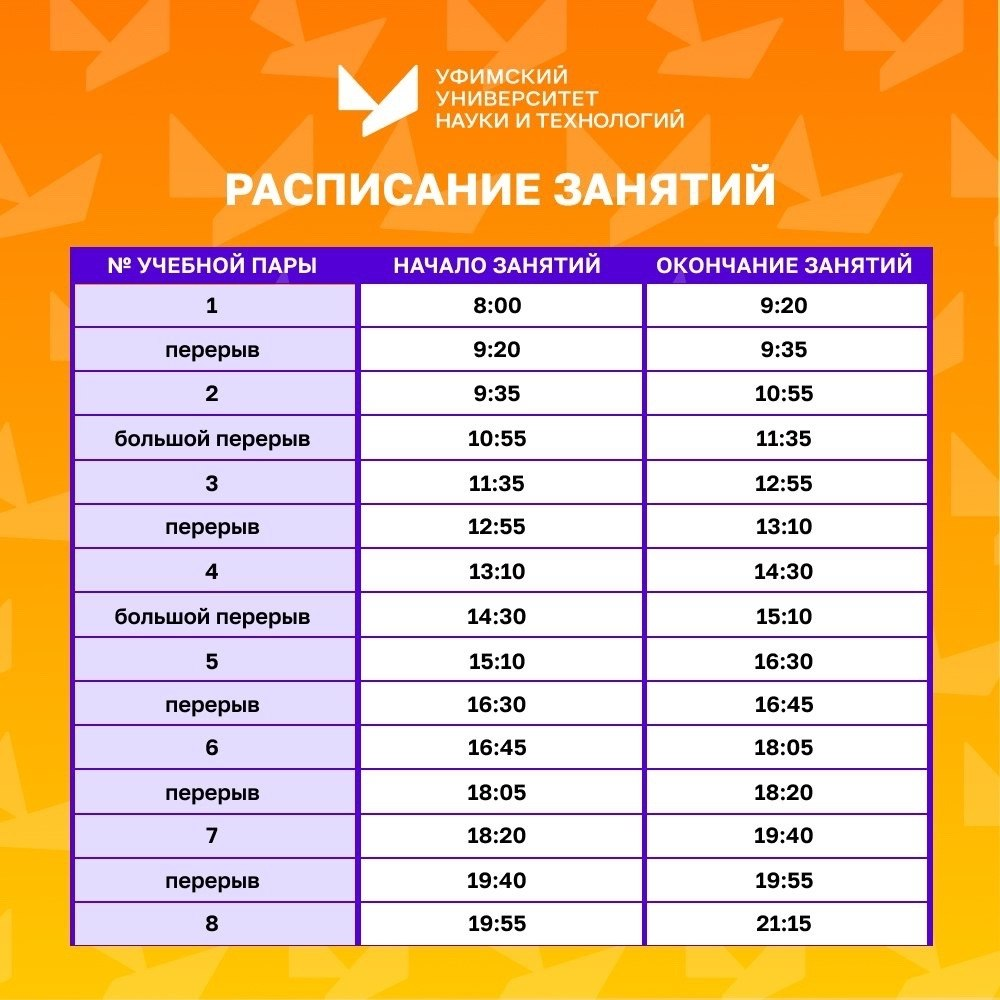 УФИМСКИЙ
УНИВЕРСИТЕТ
НАУКИ И ТЕХНОЛОГИЙ
РАСПИСАНИЕ ЗАНЯТИЙ
№ УЧЕБНОЙ ПАРЫ НАЧАЛО ЗАНЯТИЙ ОКОНЧАНИЕ ЗАНЯТИЙ
1 8:00 9:20
перерыв 9:20 9:35
2 9:35 10:55
большой перерыв 10:55 11:35
3 11:35 12:55
перерыв 12:55 13:10
4 13:10 14:30
большой перерыв 14:30 15:10
5 15:10 16:30
перерыв 16:30 16:45
6 16:45 18:05
перерыв 18:05 18:20
7 18:20 19:40
перерыв 19:40 19:55
8 19:55 21:15